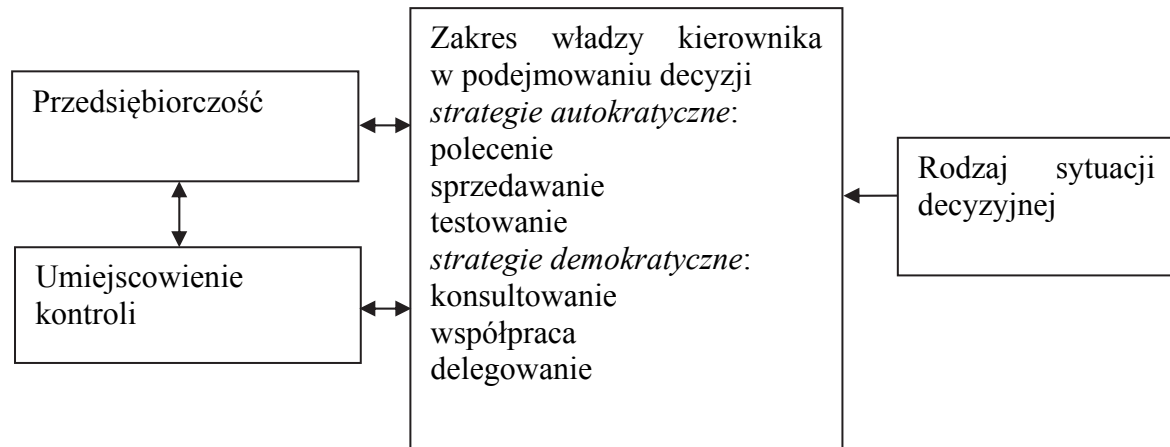 Przedsiębiorczość
Umiejscowienie
kontroli
Zakres władzy kierownika
w podejmowaniu decyzji
strategie autokratyczne:
polecenie
sprzedawanie
testowanie
strategie demokratyczne:
konsultowanie
współpraca
delegowanie
Rodzaj sytuacji
decyzyjnej